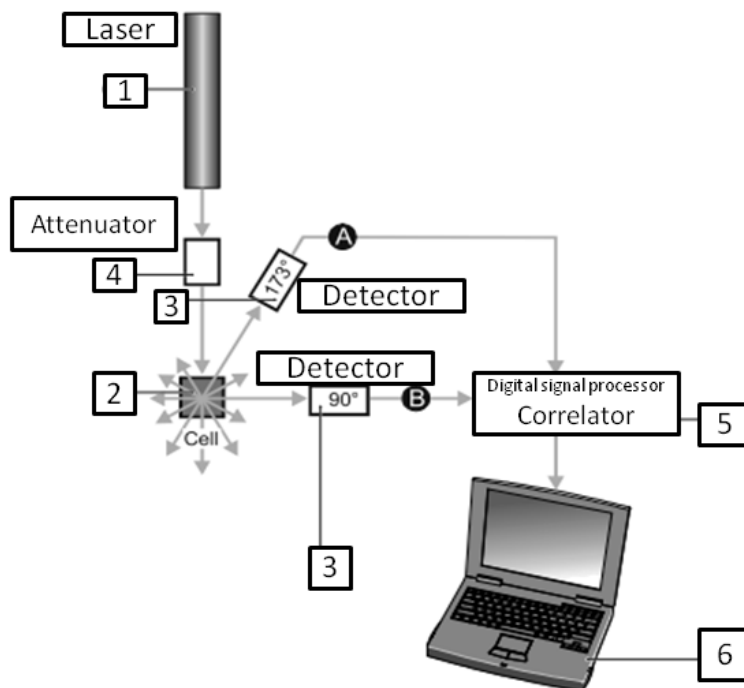 Laser
1
Attenuator
4
A
173°
3
Detector
Detector
2
90°
B
Digital signal processor
Correlator
5
Cell
3
6